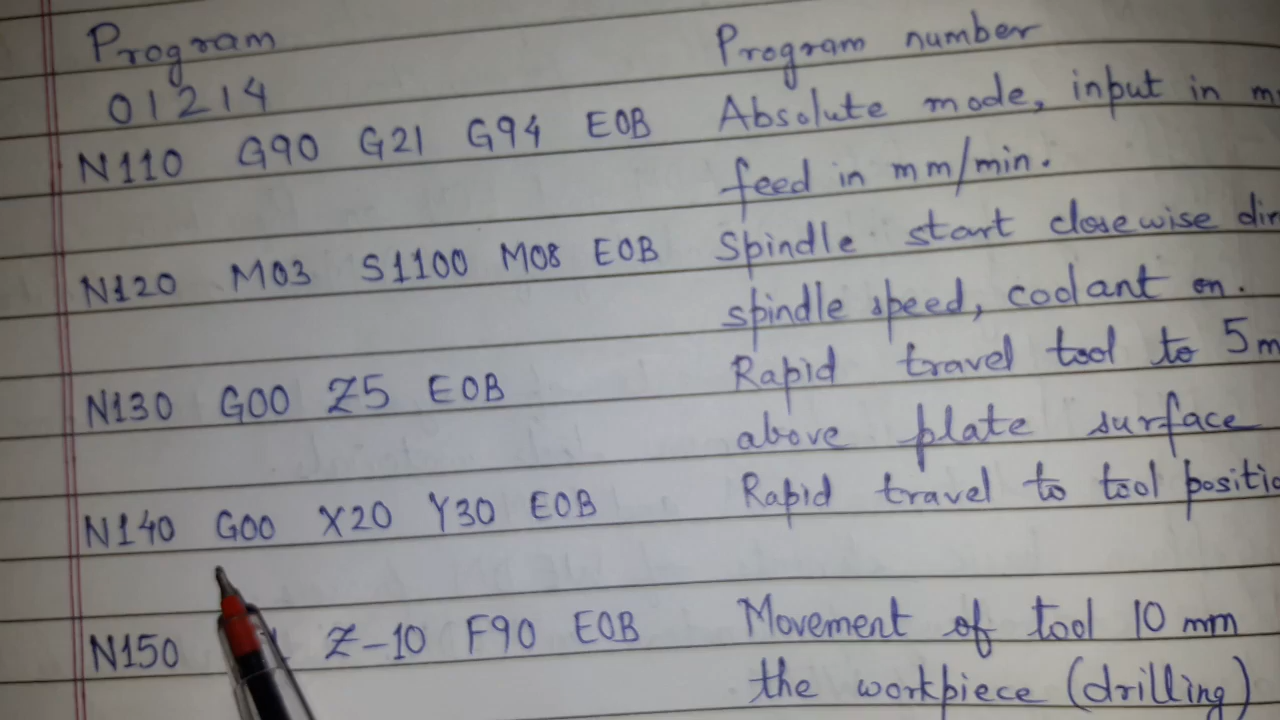 Program Program number
01214
N110 G90 G21 G94 EOB Absolute mode, input in
feed in mm/min.
N120 M03 S1100 M08 EOB Spindle start closewise
spindle speed, coolant on.
N130 G00 Z5 EOB Rapid travel tool to 5
above plate surface
N140 G00 X20 Y30 EOB Rapid travel to tool
N150 Z-10 F90 EOB Movement of tool 10 mm
the workpiece (drilling)